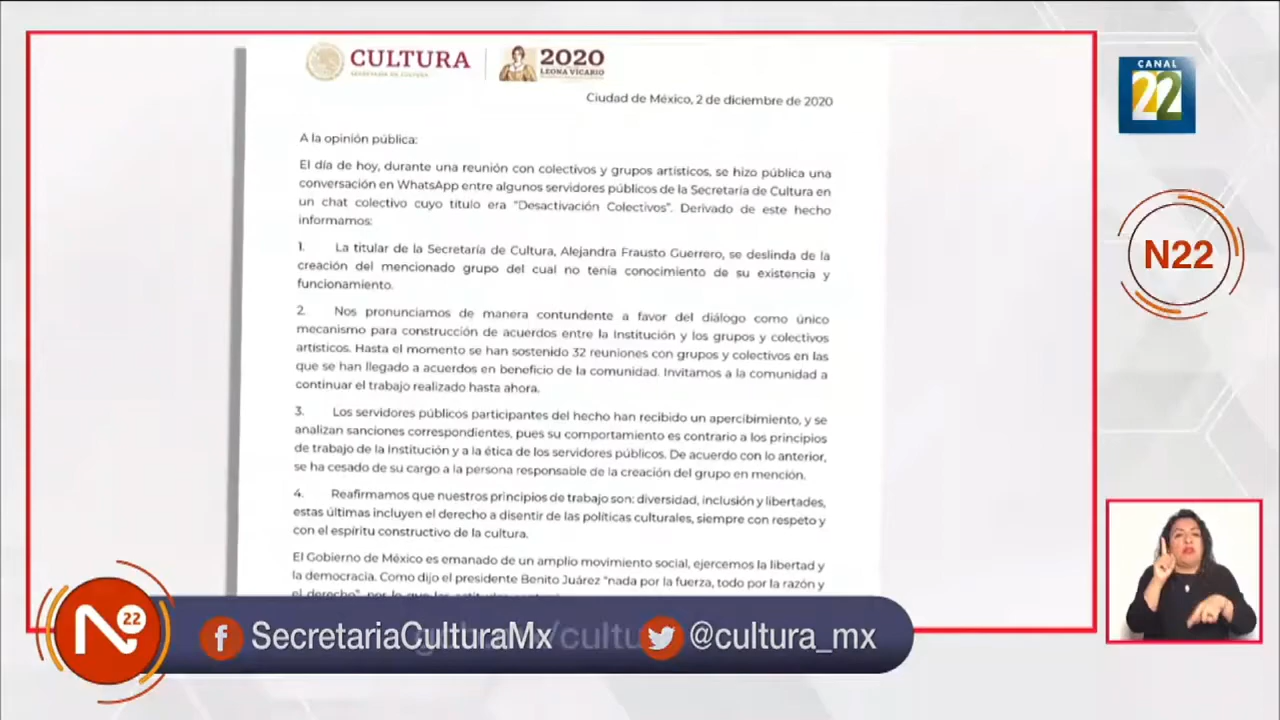 CULTURA
SECRETARÍA DE CULTURA
2020
LEONA VICARIO
CANAL
22
Ciudad de México, 2 de diciembre de 2020
A la opinión pública:
El día de hoy, durante una reunión con colectivos y grupos artísticos, se hizo pública una
conversación en WhatsApp entre algunos servidores públicos de la Secretaría de Cultura en
un chat colectivo cuyo titulo era "Desactivación Colectivos". Derivado de este hecho
informamos:
1. La titular de la Secretaría de Cultura, Alejandra Frausto Guerrero, se deslinda de la
creación del mencionado grupo del cual no tenía conocimiento de su existencia y
funcionamiento.
N22
2. Nos pronunciamos de manera contundente a favor del diálogo como único
mecanismo para construcción de acuerdos entre la Institución y los grupos y colectivos
artísticos. Hasta el momento se han sostenido 32 reuniones con grupos y colectivos en las
que se han llegado a acuerdos en beneficio de la comunidad. Invitamos a la comunidad a
continuar el trabajo realizado hasta ahora.
3. Los servidores públicos participantes del hecho han recibido un apercibimiento, y se
analizan sanciones correspondientes, pues su comportamiento es contrario a los principios
de trabajo de la Institución y a la ética de los servidores públicos. De acuerdo con lo anterior,
se ha cesado de su cargo a la persona responsable de la creación del grupo en mención.
4. Reafirmamos que nuestros principios de trabajo son: diversidad, inclusión y libertades,
estas últimas incluyen el derecho a disentir de las políticas culturales, siempre con respeto y
con el espíritu constructivo de la cultura.
El Gobierno de México es emanado de un amplio movimiento social, ejercemos la libertad y
la democracia. Como dijo el presidente Benito Juárez "nada por la fuerza, todo por la razón y
el derecho", por lo que las
N 22
SecretariaCulturaMx
@cultura_mx